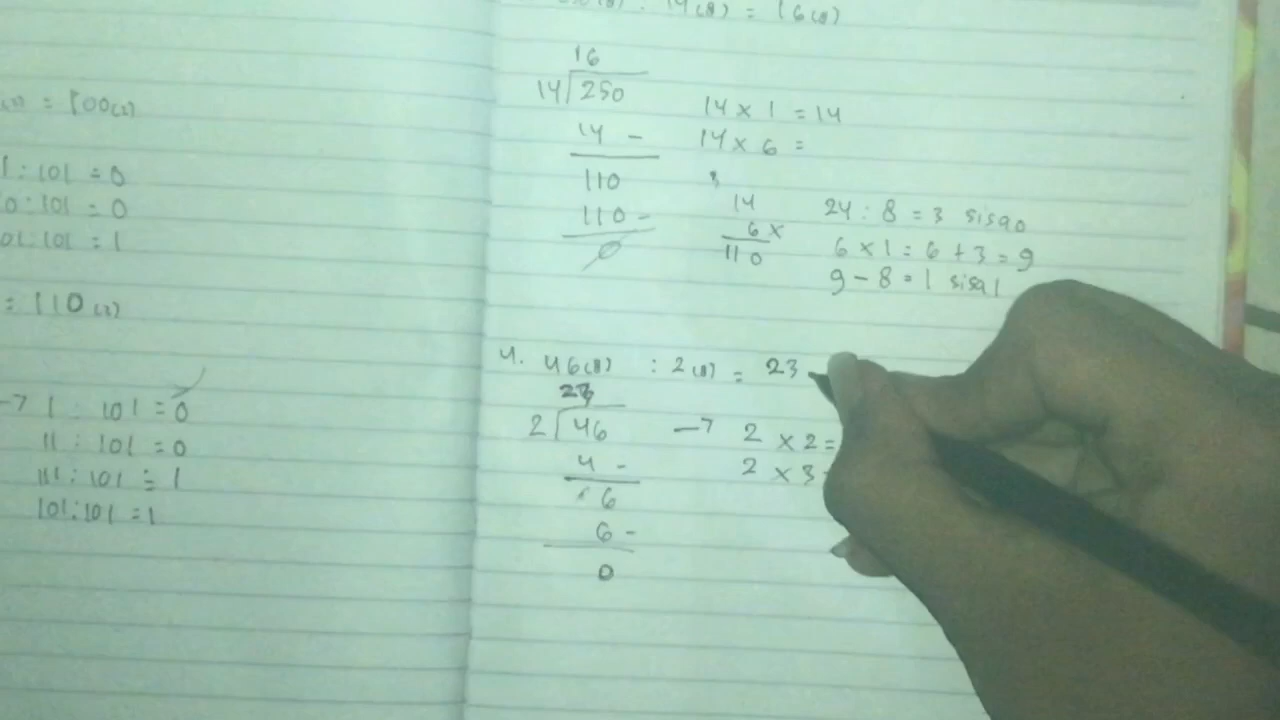 = 100(2)
1 : 101 = 0
0 : 101 = 0
01 : 101 = 1
= 110(2)
→ 1 : 101 = 0
11 : 101 = 0
111 : 101 = 1
101 : 101 = 1
: 14(8) = 16(8)
16
14 250
14 -
110
110 -
0
14 x 1 = 14
14 x 6 =
14
6 x
110
24 : 8 = 3 sisa 0
6 x 1 = 6 + 3 = 9
9 - 8 = 1 sisa 1
4. 46(8) : 2(8) = 23
23
2 46
4 -
6
6 -
0
→ 2 x 2 =
2 x 3